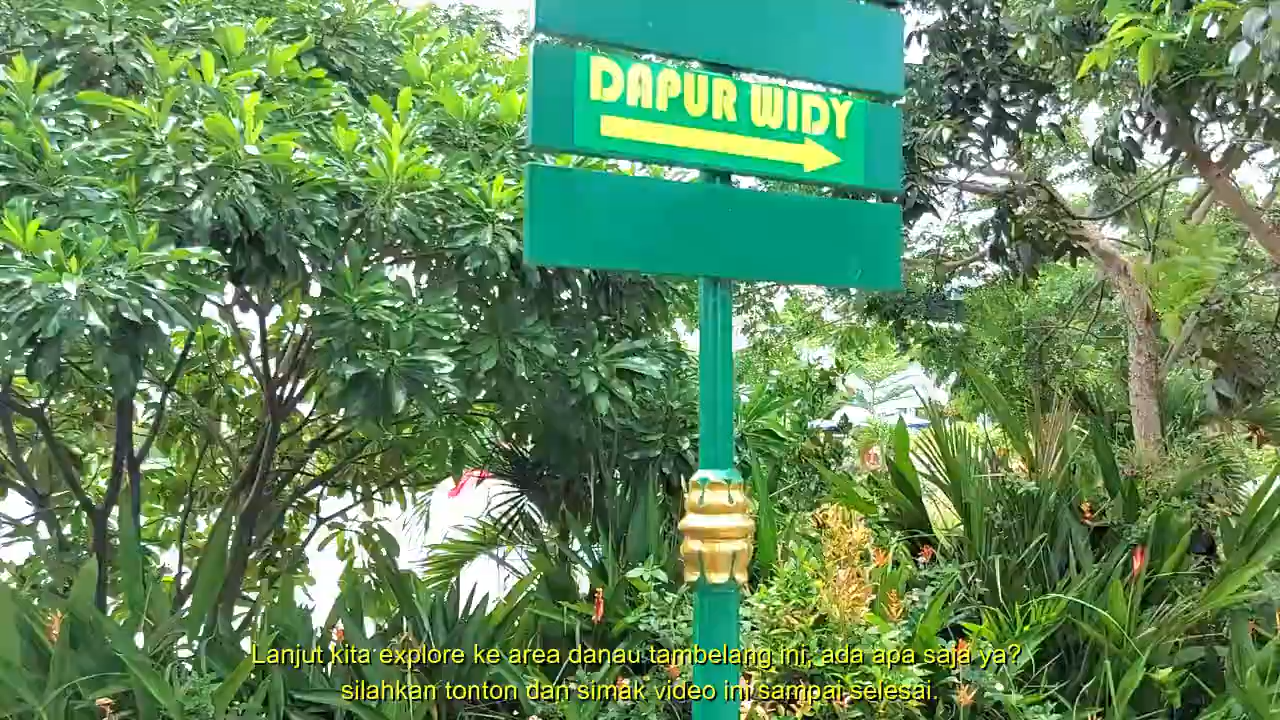 DAPUR WIDY
Lanjut kita explore ke area danau tambelang ini, ada apa saja ya?
silahkan tonton dan simak video ini sampai selesai.